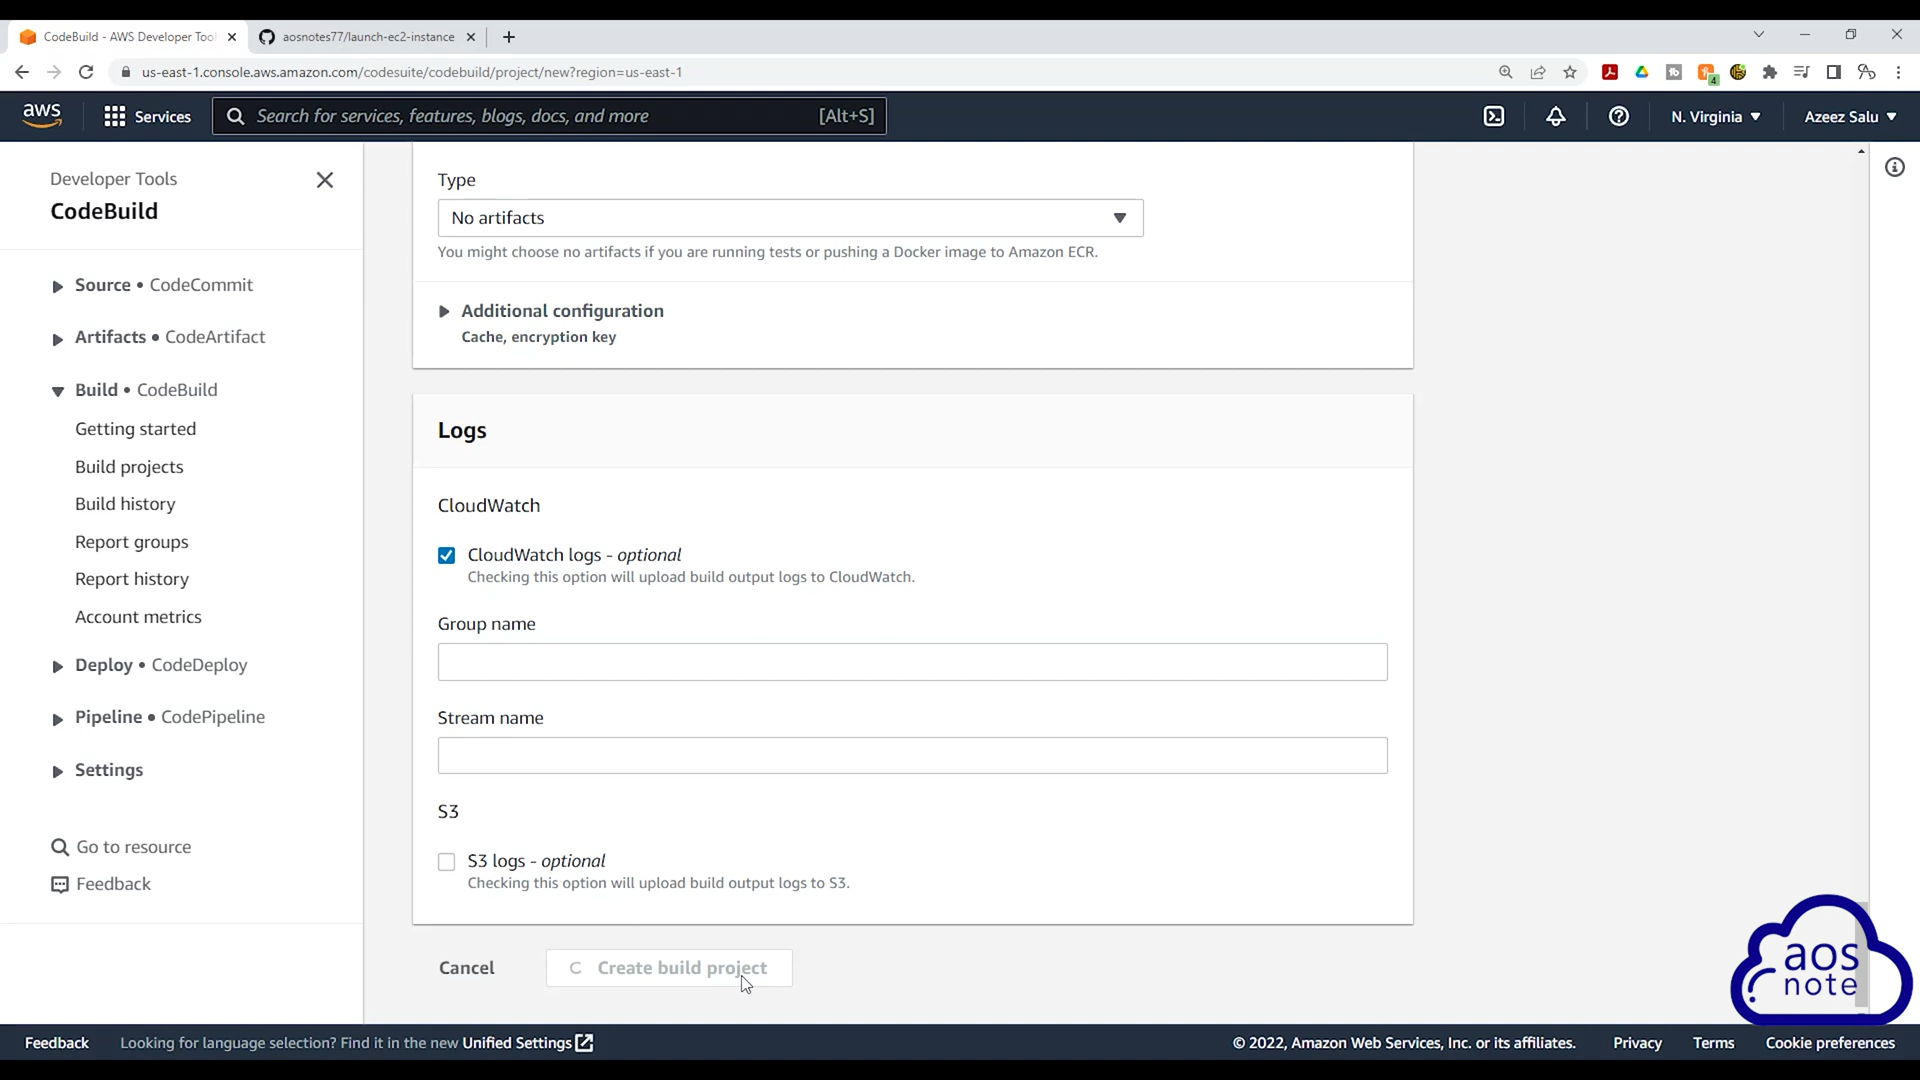 CodeBuild - AWS Developer Too
aosnotes77/launch-ec2-instance
us-east-1.console.aws.amazon.com/codesuite/codebuild/project/new?region=us-east-1
4
aws
Services
Search for services, features, blogs, docs, and more
[Alt+S]
N. Virginia
Azeez Salu
Developer Tools
CodeBuild
Source • CodeCommit
Artifacts • CodeArtifact
Build • CodeBuild
Getting started
Build projects
Build history
Report groups
Report history
Account metrics
Deploy • CodeDeploy
Pipeline • CodePipeline
Settings
Go to resource
Feedback
Type
No artifacts
You might choose no artifacts if you are running tests or pushing a Docker image to Amazon ECR.
Additional configuration
Cache, encryption key
Logs
CloudWatch
CloudWatch logs - optional
Checking this option will upload build output logs to CloudWatch.
Group name
Stream name
S3
S3 logs - optional
Checking this option will upload build output logs to S3.
Cancel
Create build project
aos
note
Feedback
Looking for language selection? Find it in the new Unified Settings
© 2022, Amazon Web Services, Inc. or its affiliates.
Privacy
Terms
Cookie preferences